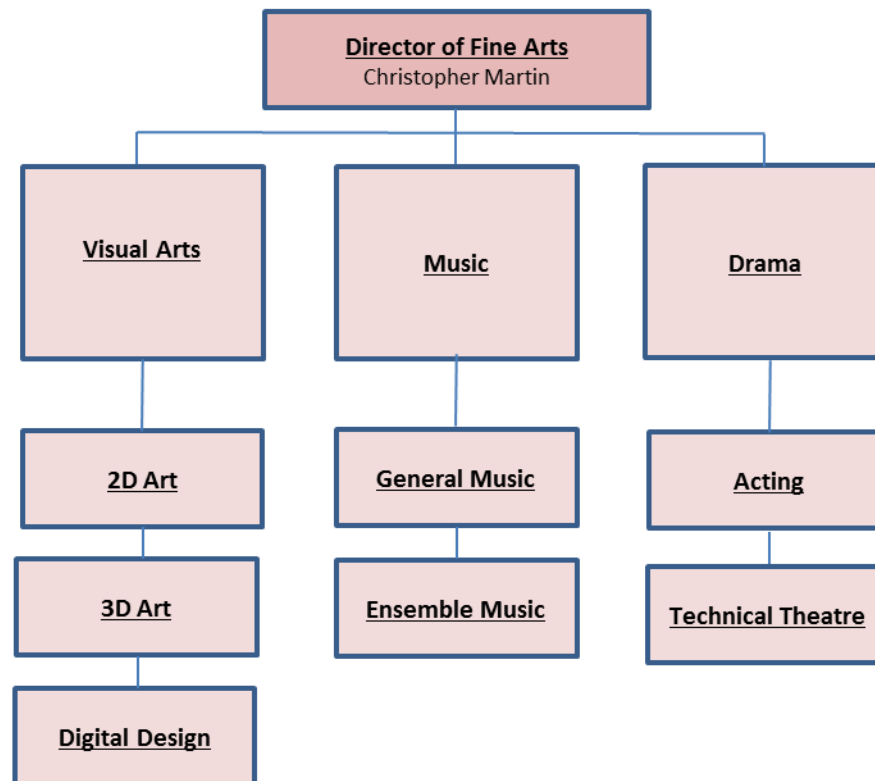 Director of Fine Arts
Christopher Martin
Visual Arts
Music
Drama
2D Art
General Music
Acting
3D Art
Ensemble Music
Technical Theatre
Digital Design